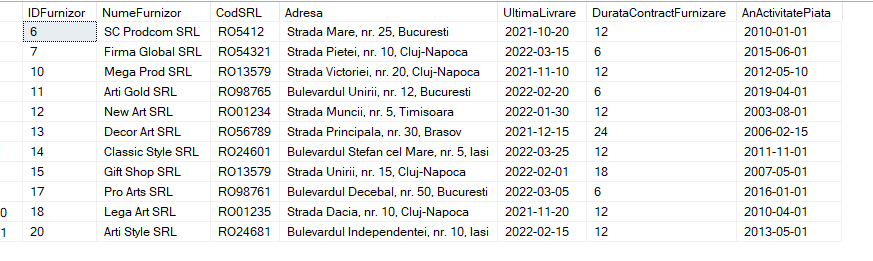 IDFurnizor NumeFurnizor CodSRL Adresa UltimaLivrare DurataContractFurnizare AnActivitatePiata
6 SC Prodcom SRL RO5412 Strada Mare, nr. 25, Bucuresti 2021-10-20 12 2010-01-01
7 Firma Global SRL RO54321 Strada Pietei, nr. 10, Cluj-Napoca 2022-03-15 6 2015-06-01
10 Mega Prod SRL RO13579 Strada Victoriei, nr. 20, Cluj-Napoca 2021-11-10 12 2012-05-10
11 Arti Gold SRL RO98765 Bulevardul Unirii, nr. 12, Bucuresti 2022-02-20 6 2019-04-01
12 New Art SRL RO01234 Strada Muncii, nr. 5, Timisoara 2022-01-30 12 2003-08-01
13 Decor Art SRL RO56789 Strada Principala, nr. 30, Brasov 2021-12-15 24 2006-02-15
14 Classic Style SRL RO24601 Bulevardul Stefan cel Mare, nr. 5, Iasi 2022-03-25 12 2011-11-01
15 Gift Shop SRL RO13579 Strada Unirii, nr. 15, Cluj-Napoca 2022-02-01 18 2007-05-01
17 Pro Arts SRL RO98761 Bulevardul Decebal, nr. 50, Bucuresti 2022-03-05 6 2016-01-01
0 18 Lega Art SRL RO01235 Strada Dacia, nr. 10, Cluj-Napoca 2021-11-20 12 2010-04-01
1 20 Arti Style SRL RO24681 Bulevardul Independentei, nr. 10, Iasi 2022-02-15 12 2013-05-01